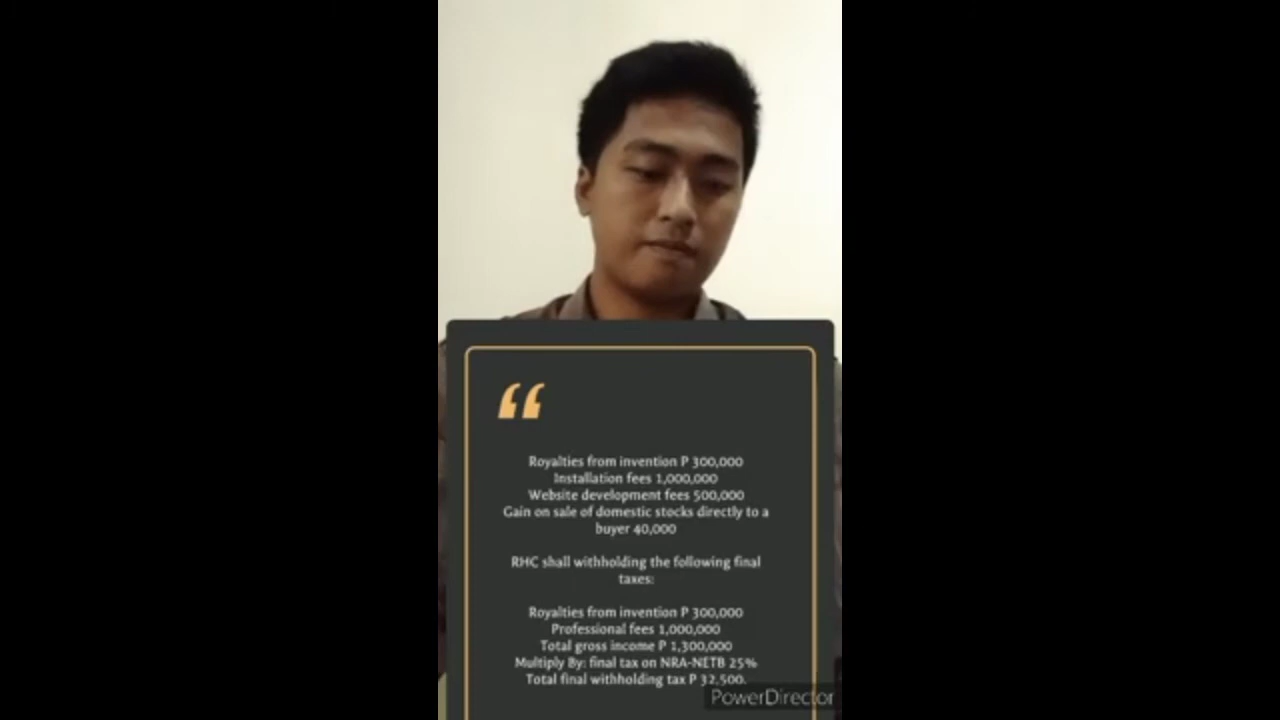 “
Royalties from invention P 300,000
Installation fees 1,000,000
Website development fees 500,000
Gain on sale of domestic stocks directly to a
buyer 40,000
RHC shall withholding the following final
taxes:
Royalties from invention P 300,000
Professional fees 1,000,000
Total gross income P 1,300,000
Multiply By: final tax on NRA-NETB 25%
Total final withholding tax P 32,500.
PowerDirector